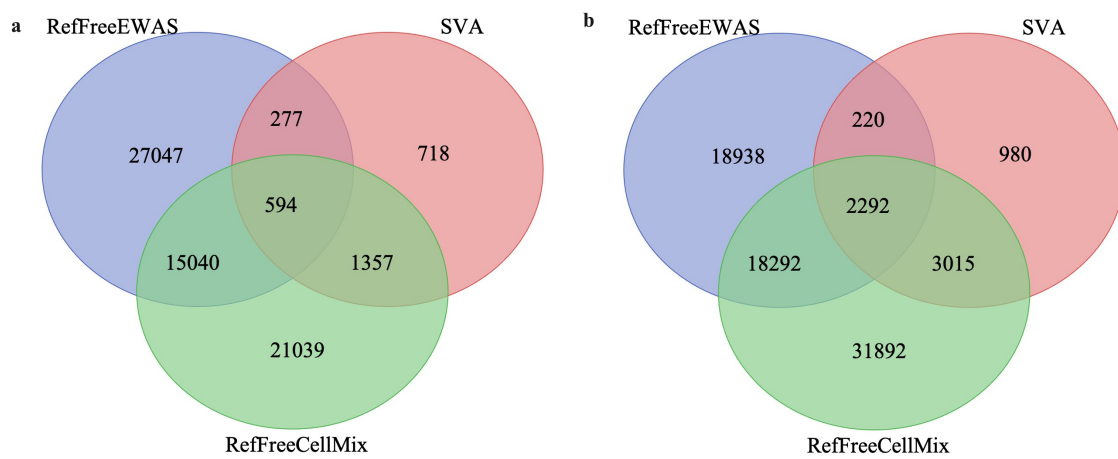 a
RefFreeEWAS
SVA
277
27047
718
594
15040
1357
21039
RefFreeCellMix
b
RefFreeEWAS
SVA
220
18938
980
2292
18292
3015
31892
RefFreeCellMix